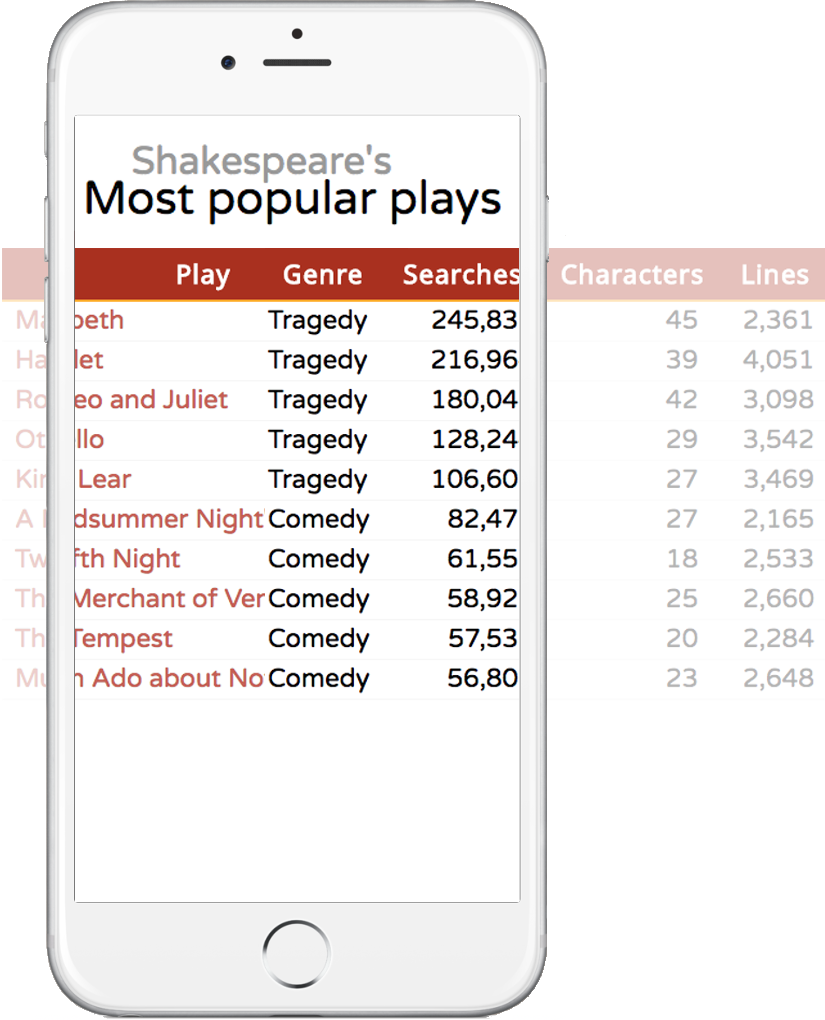 Shakespeare's
Most popular plays
Play Genre Searches Characters Lines
Macbeth Tragedy 245,83 45 2,361
Hamlet Tragedy 216,96 39 4,051
Romeo and Juliet Tragedy 180,04 42 3,098
Othello Tragedy 128,24 29 3,542
King Lear Tragedy 106,60 27 3,469
A Midsummer Night' Comedy 82,47 27 2,165
Twelfth Night Comedy 61,55 18 2,533
The Merchant of Ver Comedy 58,92 25 2,660
The Tempest Comedy 57,53 20 2,284
Much Ado about No Comedy 56,80 23 2,648